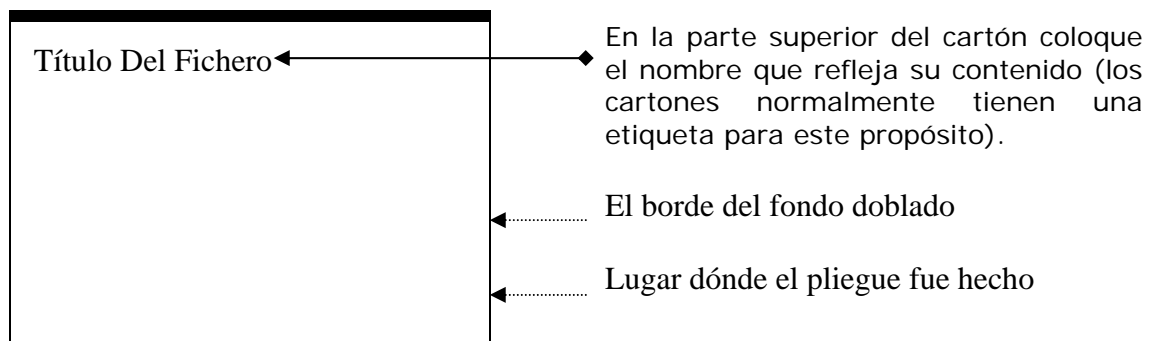 Título Del Fichero
En la parte superior del cartón coloque
el nombre que refleja su contenido (los
cartones normalmente tienen una
etiqueta para este propósito).
El borde del fondo doblado
Lugar dónde el pliegue fue hecho